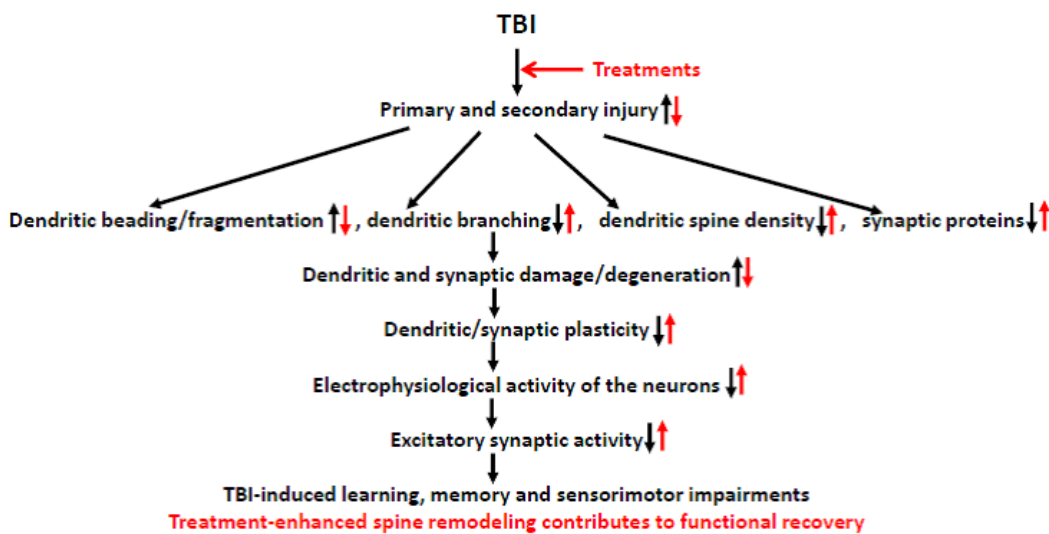 TBI
Treatments
Primary and secondary injury
Dendritic beading/fragmentation , dendritic branching , dendritic spine density , synaptic proteins
Dendritic and synaptic damage/degeneration
Dendritic/synaptic plasticity
Electrophysiological activity of the neurons
Excitatory synaptic activity
TBI-induced learning, memory and sensorimotor impairments
Treatment-enhanced spine remodeling contributes to functional recovery